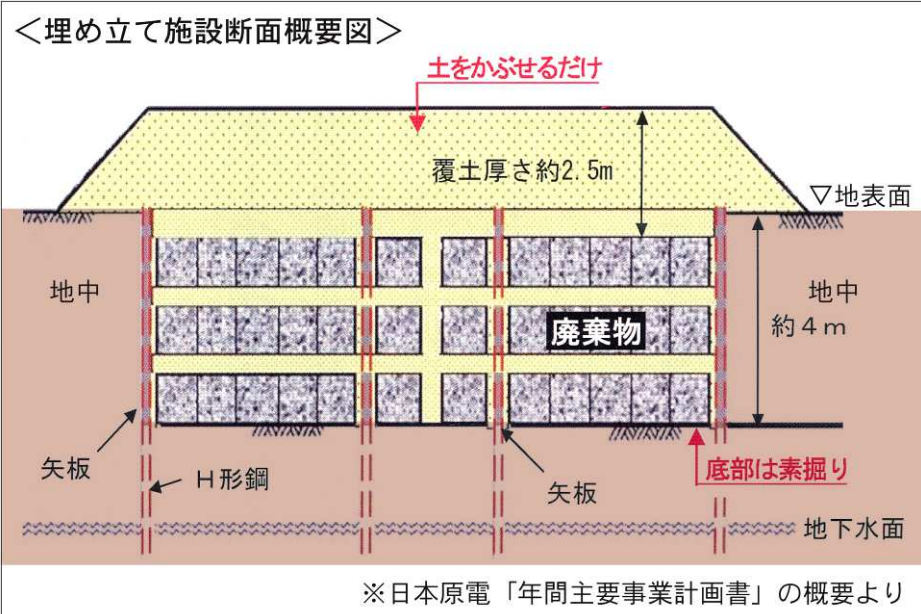 ＜埋め立て施設断面概要図＞
土をかぶせるだけ
覆土厚さ約2.5m
▽地表面
地中
地中
約４ｍ
廃棄物
矢板
Ｈ形鋼
矢板
底部は素掘り
地下水面
※日本原電「年間主要事業計画書」の概要より